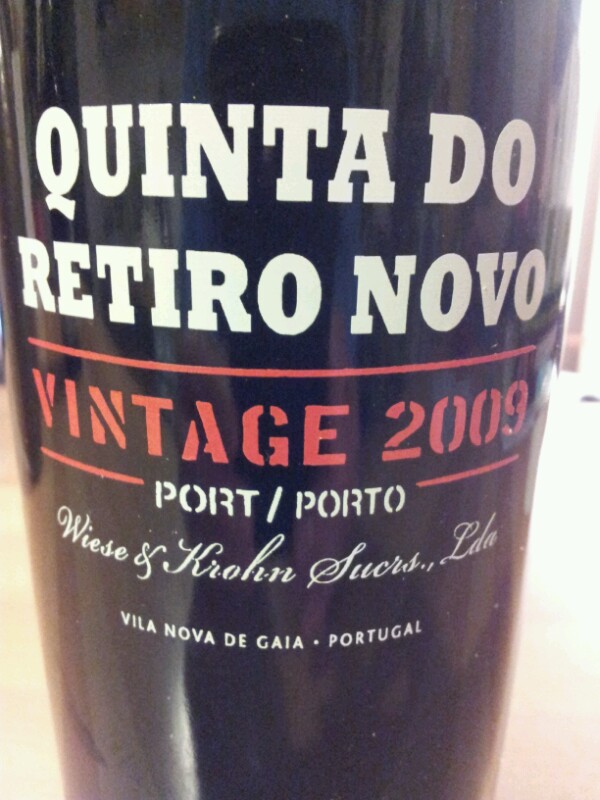 QUINTA DO
RETIRO NOVO
VINTAGE 2009
PORT / PORTO
Wiese & Krohn Sucrs., Lda
VILA NOVA DE GAIA • PORTUGAL